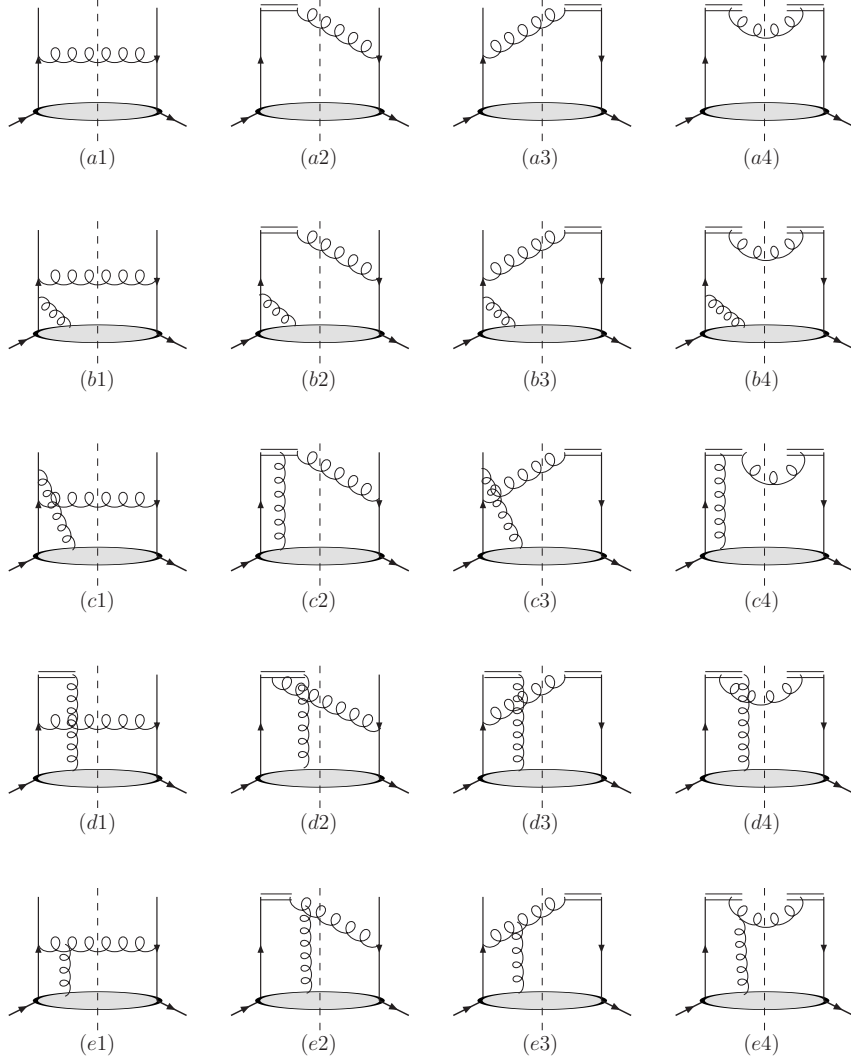 (a1) (a2) (a3) (a4)
(b1) (b2) (b3) (b4)
(c1) (c2) (c3) (c4)
(d1) (d2) (d3) (d4)
(e1) (e2) (e3) (e4)